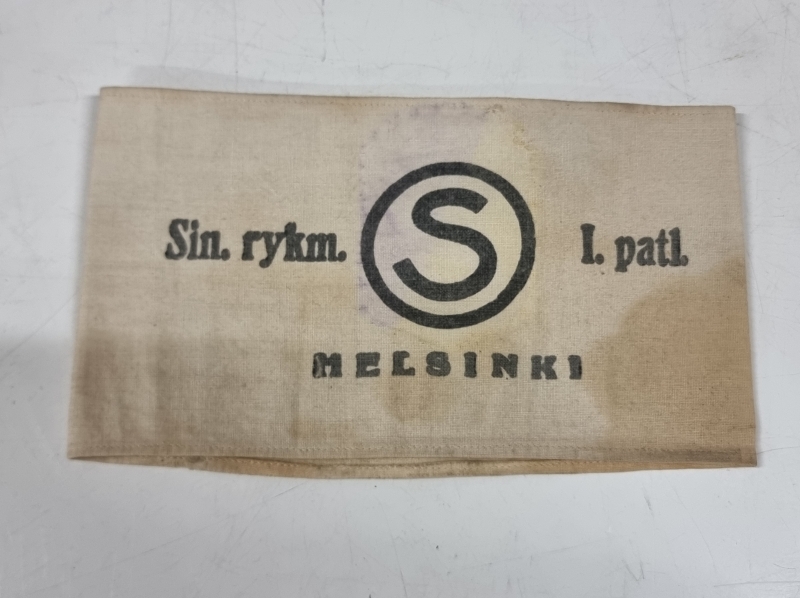 Sin. rykm. S I. patl.
HELSINKI